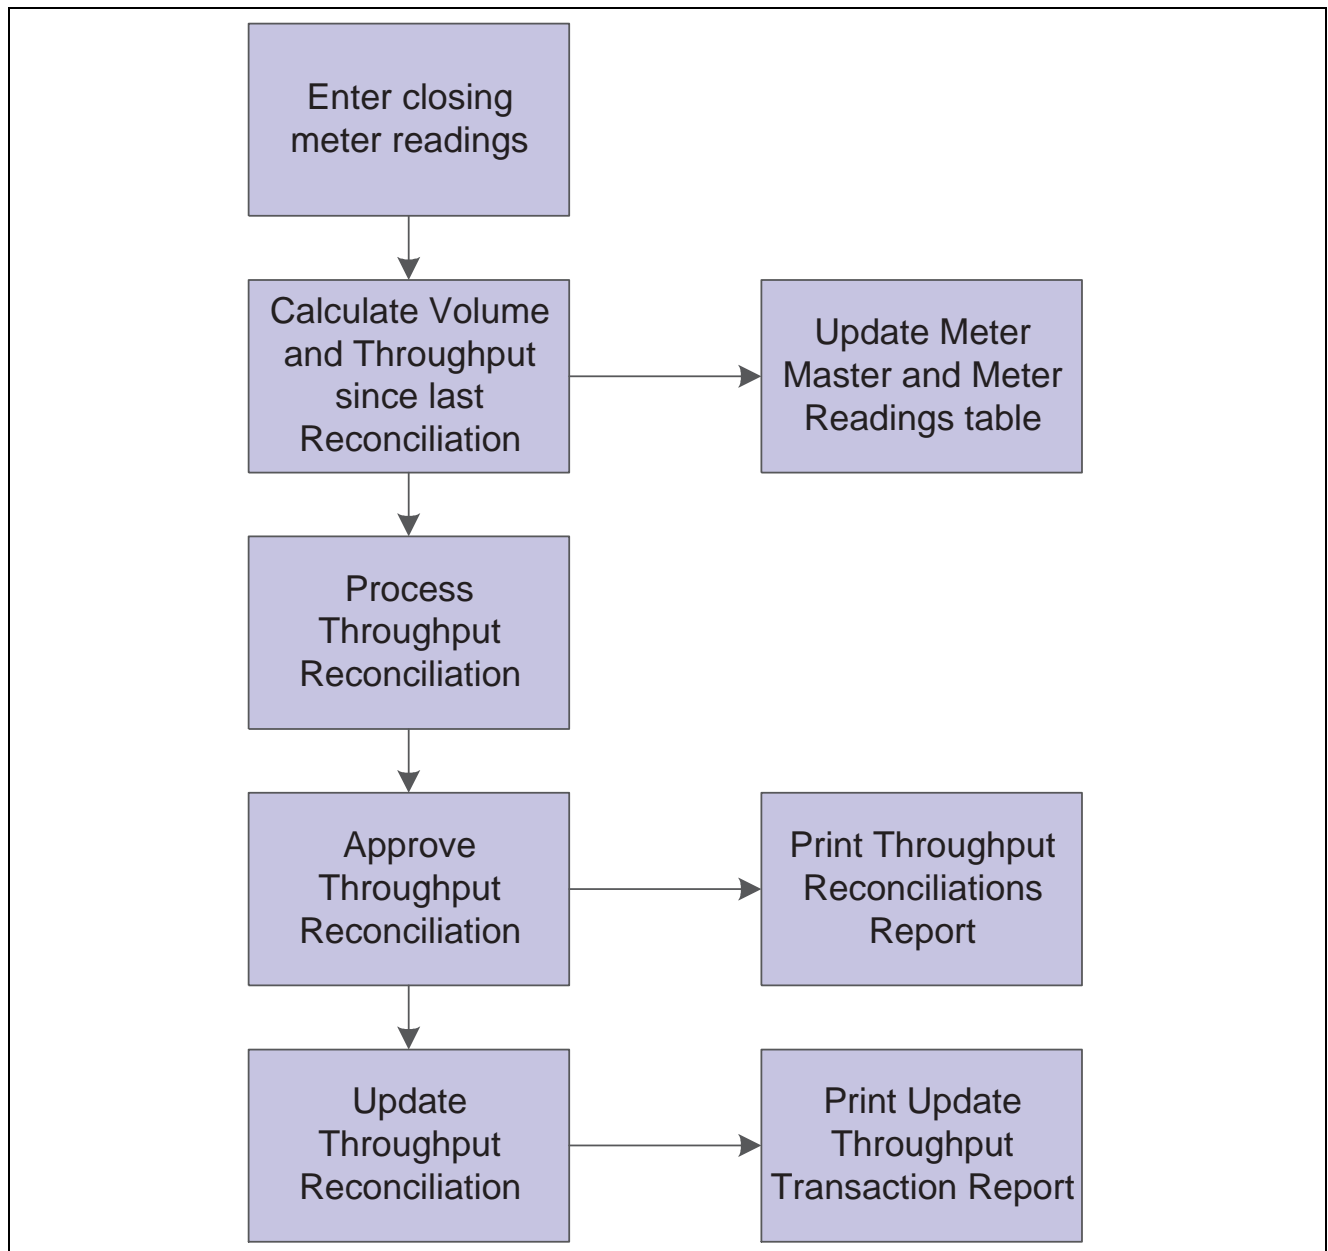 Enter closing
meter readings
Calculate Volume
and Throughput
since last
Reconciliation
Update Meter
Master and Meter
Readings table
Process
Throughput
Reconciliation
Approve
Throughput
Reconciliation
Print Throughput
Reconciliations
Report
Update
Throughput
Reconciliation
Print Update
Throughput
Transaction Report